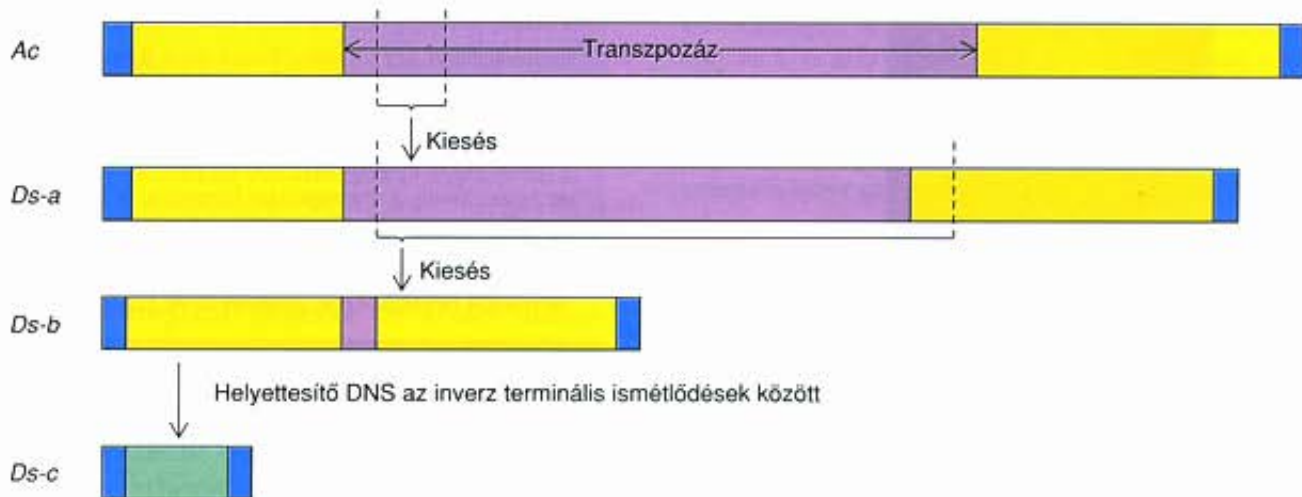 Ac
Transzpozáz
Kiesés
Ds-a
Kiesés
Ds-b
Helyettesítő DNS az inverz terminális ismétlődések között
Ds-c